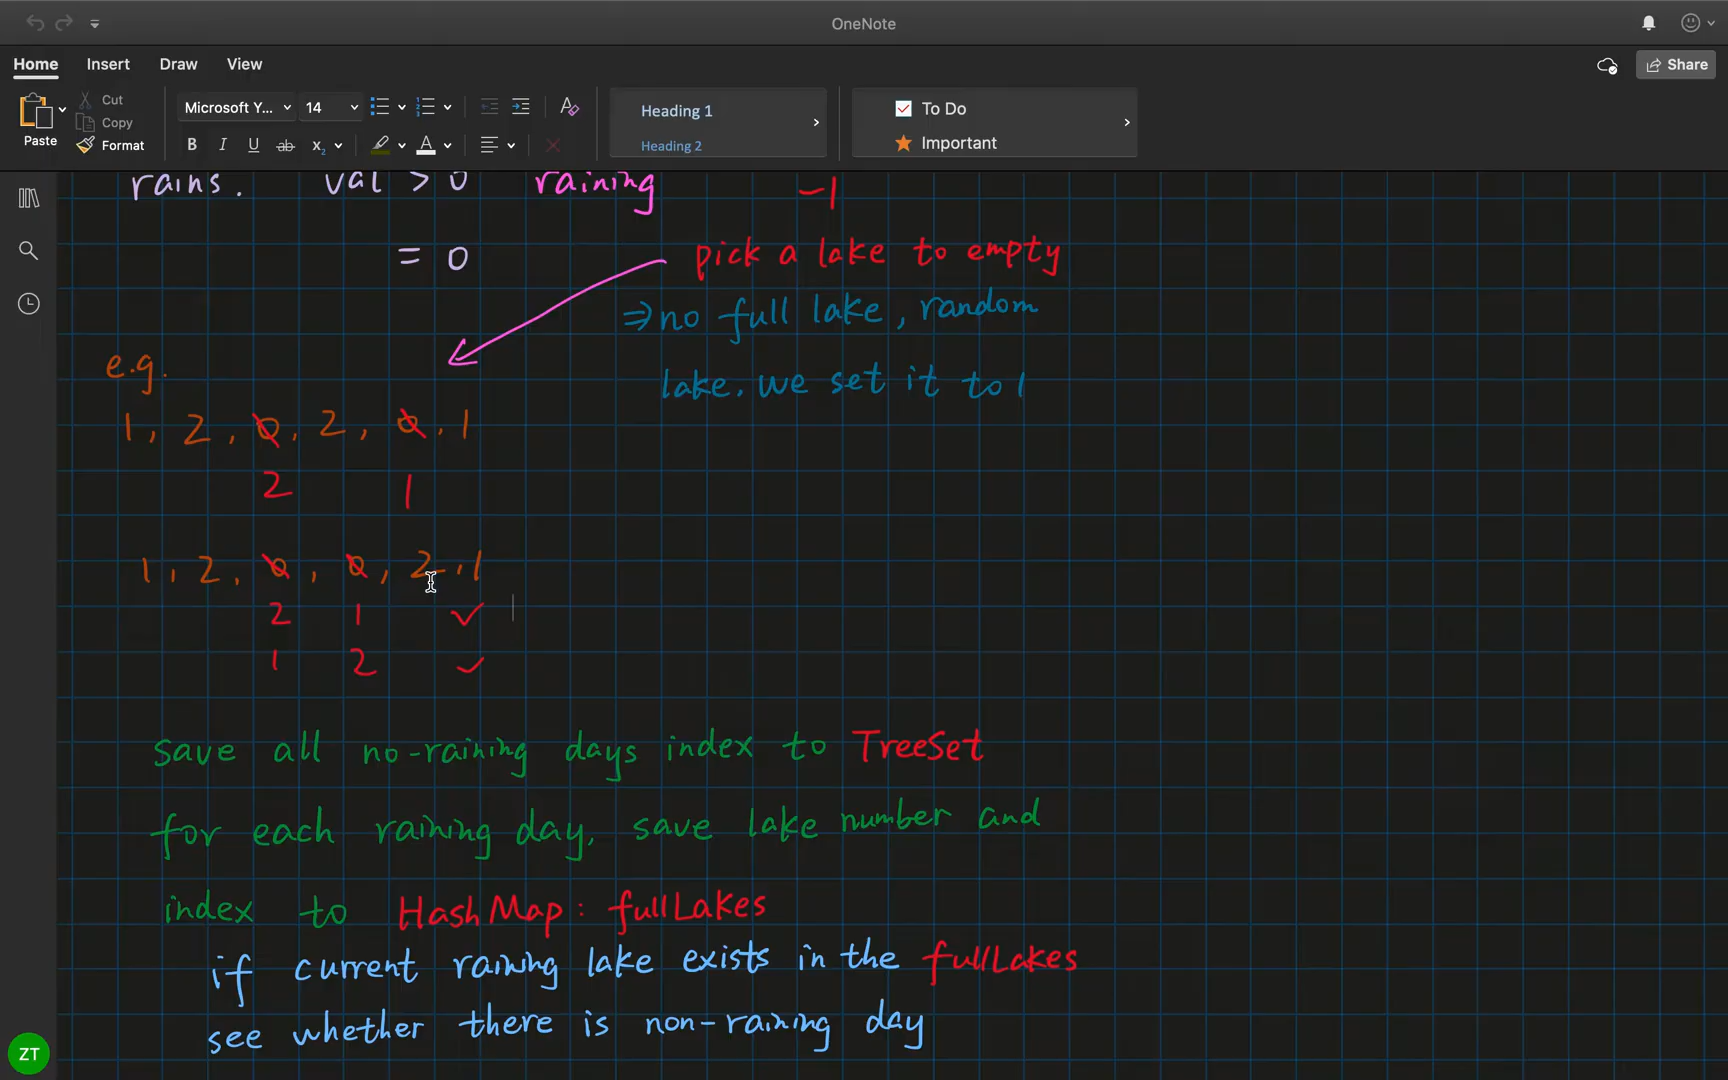 OneNote
Home Insert Draw View Share
Paste Cut Copy Format
Microsoft Y... 14
B I U ab x2 A
Heading 1
Heading 2
To Do
Important
rains. val > 0 raining -1
= 0 pick a lake to empty
⇒ no full lake, random
lake. we set it to 1
e.g.
1, 2, 0, 2, 0, 1
2 1
1, 2, 0, 0, 2, 1
2 1 ✓
1 2 ✓
save all no-raining days index to TreeSet
for each raining day, save lake number and
index to HashMap: fullLakes
if current raining lake exists in the fullLakes
see whether there is non-raining day
ZT